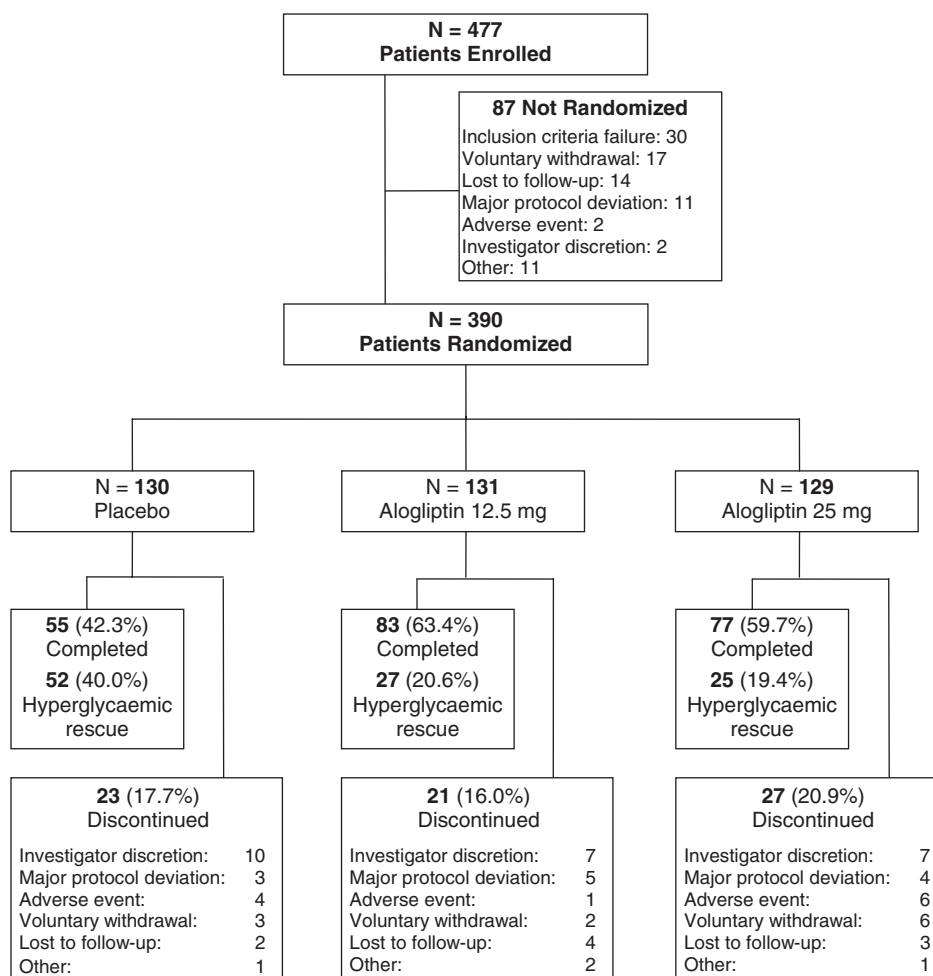 N = 477
Patients Enrolled
87 Not Randomized
Inclusion criteria failure: 30
Voluntary withdrawal: 17
Lost to follow-up: 14
Major protocol deviation: 11
Adverse event: 2
Investigator discretion: 2
Other: 11
N = 390
Patients Randomized
N = 130
Placebo
N = 131
Alogliptin 12.5 mg
N = 129
Alogliptin 25 mg
55 (42.3%)
Completed
52 (40.0%)
Hyperglycaemic
rescue
83 (63.4%)
Completed
27 (20.6%)
Hyperglycaemic
rescue
77 (59.7%)
Completed
25 (19.4%)
Hyperglycaemic
rescue
23 (17.7%)
Discontinued
Investigator discretion: 10
Major protocol deviation: 3
Adverse event: 4
Voluntary withdrawal: 3
Lost to follow-up: 2
Other: 1
21 (16.0%)
Discontinued
Investigator discretion: 7
Major protocol deviation: 5
Adverse event: 1
Voluntary withdrawal: 2
Lost to follow-up: 4
Other: 2
27 (20.9%)
Discontinued
Investigator discretion: 7
Major protocol deviation: 4
Adverse event: 6
Voluntary withdrawal: 6
Lost to follow-up: 3
Other: 1